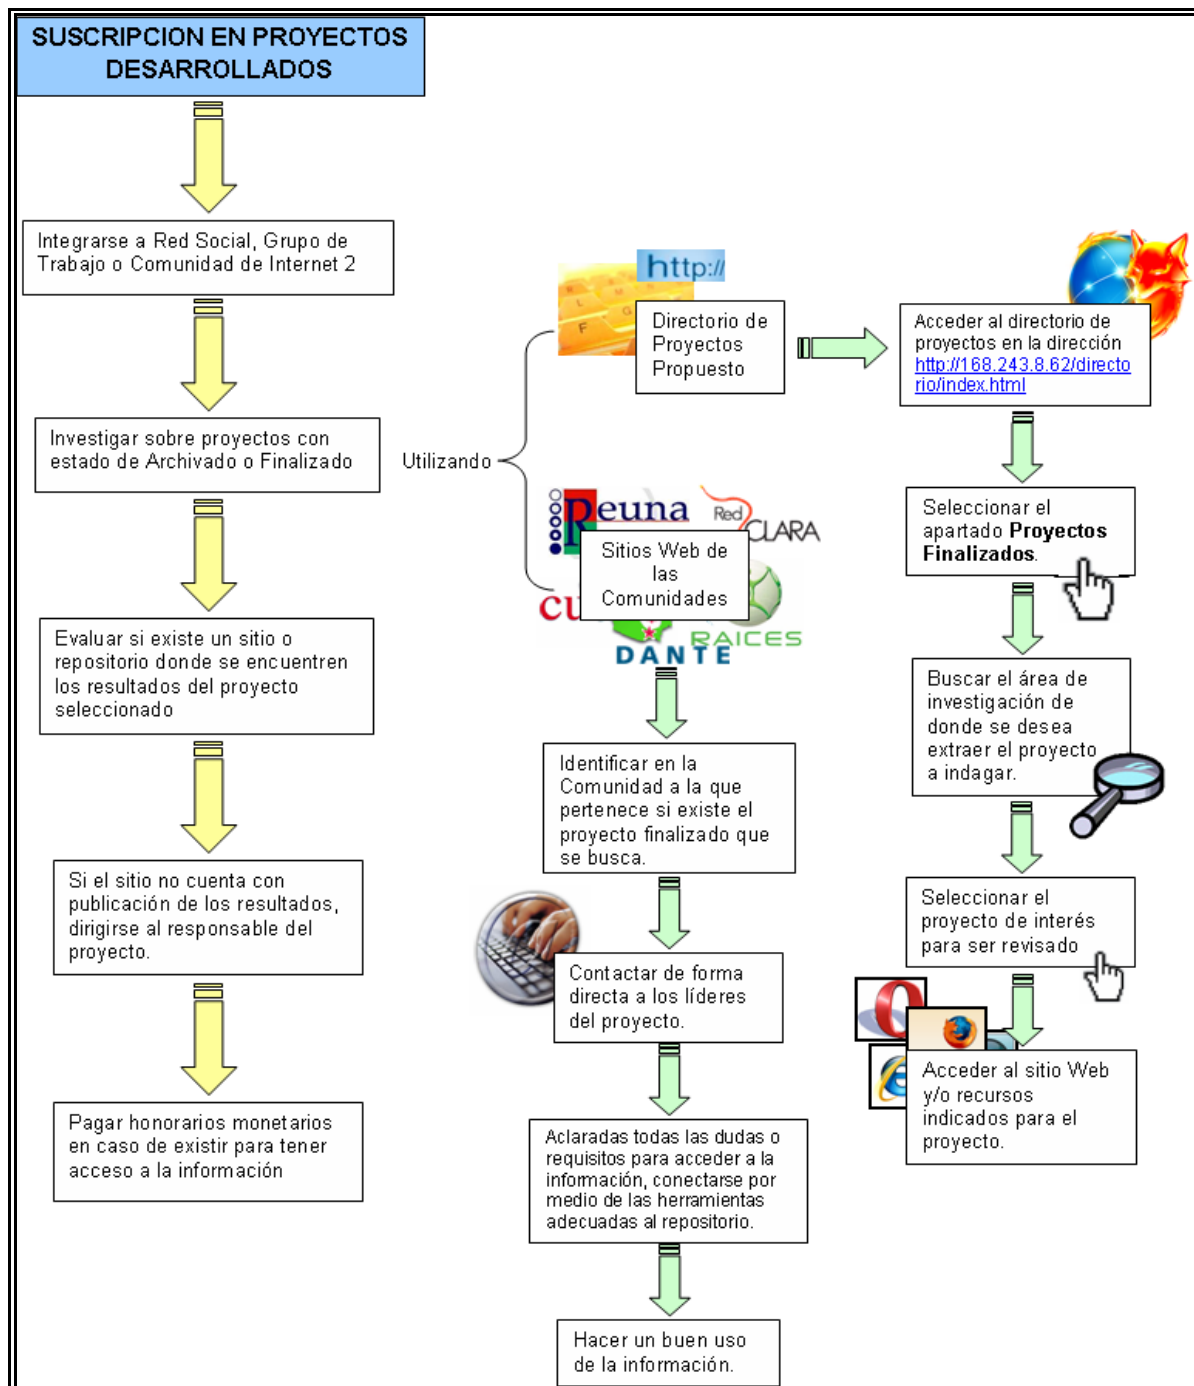 SUSCRIPCION EN PROYECTOS
DESARROLLADOS
Integrarse a Red Social, Grupo de
Trabajo o Comunidad de Internet 2
Investigar sobre proyectos con
estado de Archivado o Finalizado
Evaluar si existe un sitio o
repositorio donde se encuentren
los resultados del proyecto
seleccionado
Si el sitio no cuenta con
publicación de los resultados,
dirigirse al responsable del
proyecto.
Pagar honorarios monetarios
en caso de existir para tener
acceso a la información
Utilizando
http://
Directorio de
Proyectos
Propuesto
Reuna
Red
CLARA
Sitios Web de
las
Comunidades
CU
RAICES
DANTE
Identificar en la
Comunidad a la que
pertenece si existe el
proyecto finalizado que
se busca.
Contactar de forma
directa a los líderes
del proyecto.
Aclaradas todas las dudas o
requisitos para acceder a la
información, conectarse por
medio de las herramientas
adecuadas al repositorio.
Hacer un buen uso
de la información.
Acceder al directorio de
proyectos en la dirección
http://168.243.8.62/directo
rio/index.html
Seleccionar el
apartado Proyectos
Finalizados.
Buscar el área de
investigación de
donde se desea
extraer el proyecto
a indagar.
Seleccionar el
proyecto de interés
para ser revisado
Acceder al sitio Web
y/o recursos
indicados para el
proyecto.